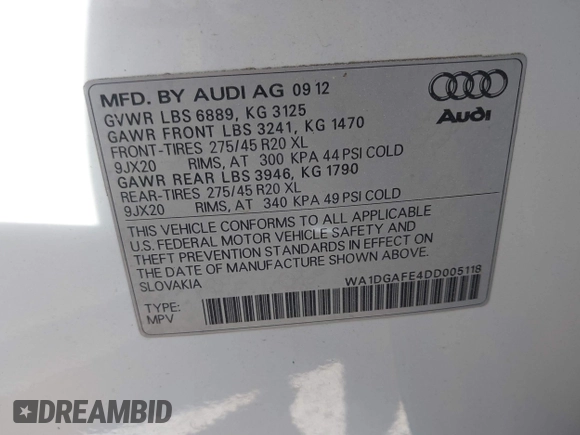 MFD. BY AUDI AG 09 12
GVWR LBS 6889, KG 3125
GAWR FRONT LBS 3241, KG 1470
FRONT-TIRES 275/45 R20 XL
9JX20 RIMS, AT 300 KPA 44 PSI COLD
GAWR REAR LBS 3946, KG 1790
REAR-TIRES 275/45 R20 XL
9JX20 RIMS, AT 340 KPA 49 PSI COLD
Audi
THIS VEHICLE CONFORMS TO ALL APPLICABLE
U.S. FEDERAL MOTOR VEHICLE SAFETY AND
THEFT PREVENTION STANDARDS IN EFFECT ON
THE DATE OF MANUFACTURE SHOWN ABOVE.
SLOVAKIA
WA1DGAFE4DD005118
TYPE:
MPV
DREAMBID